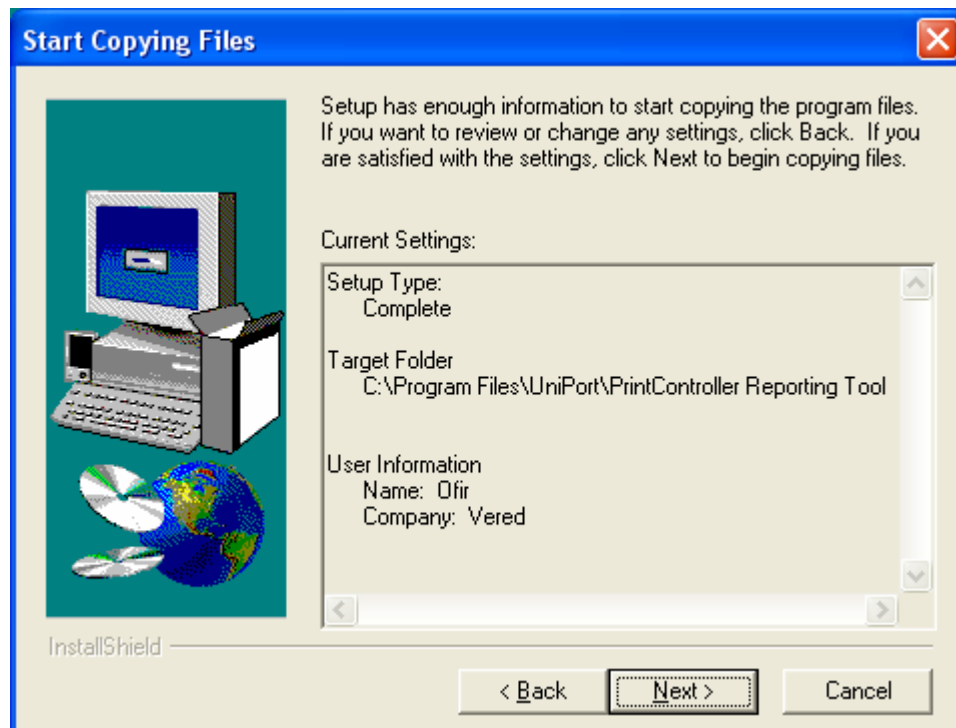 Start Copying Files
Setup has enough information to start copying the program files.
If you want to review or change any settings, click Back.  If you
are satisfied with the settings, click Next to begin copying files.
Current Settings:
Setup Type:
Complete
Target Folder
C:\Program Files\UniPort\PrintController Reporting Tool
User Information
Name:  Ofir
Company:  Vered
InstallShield
< Back
Next >
Cancel